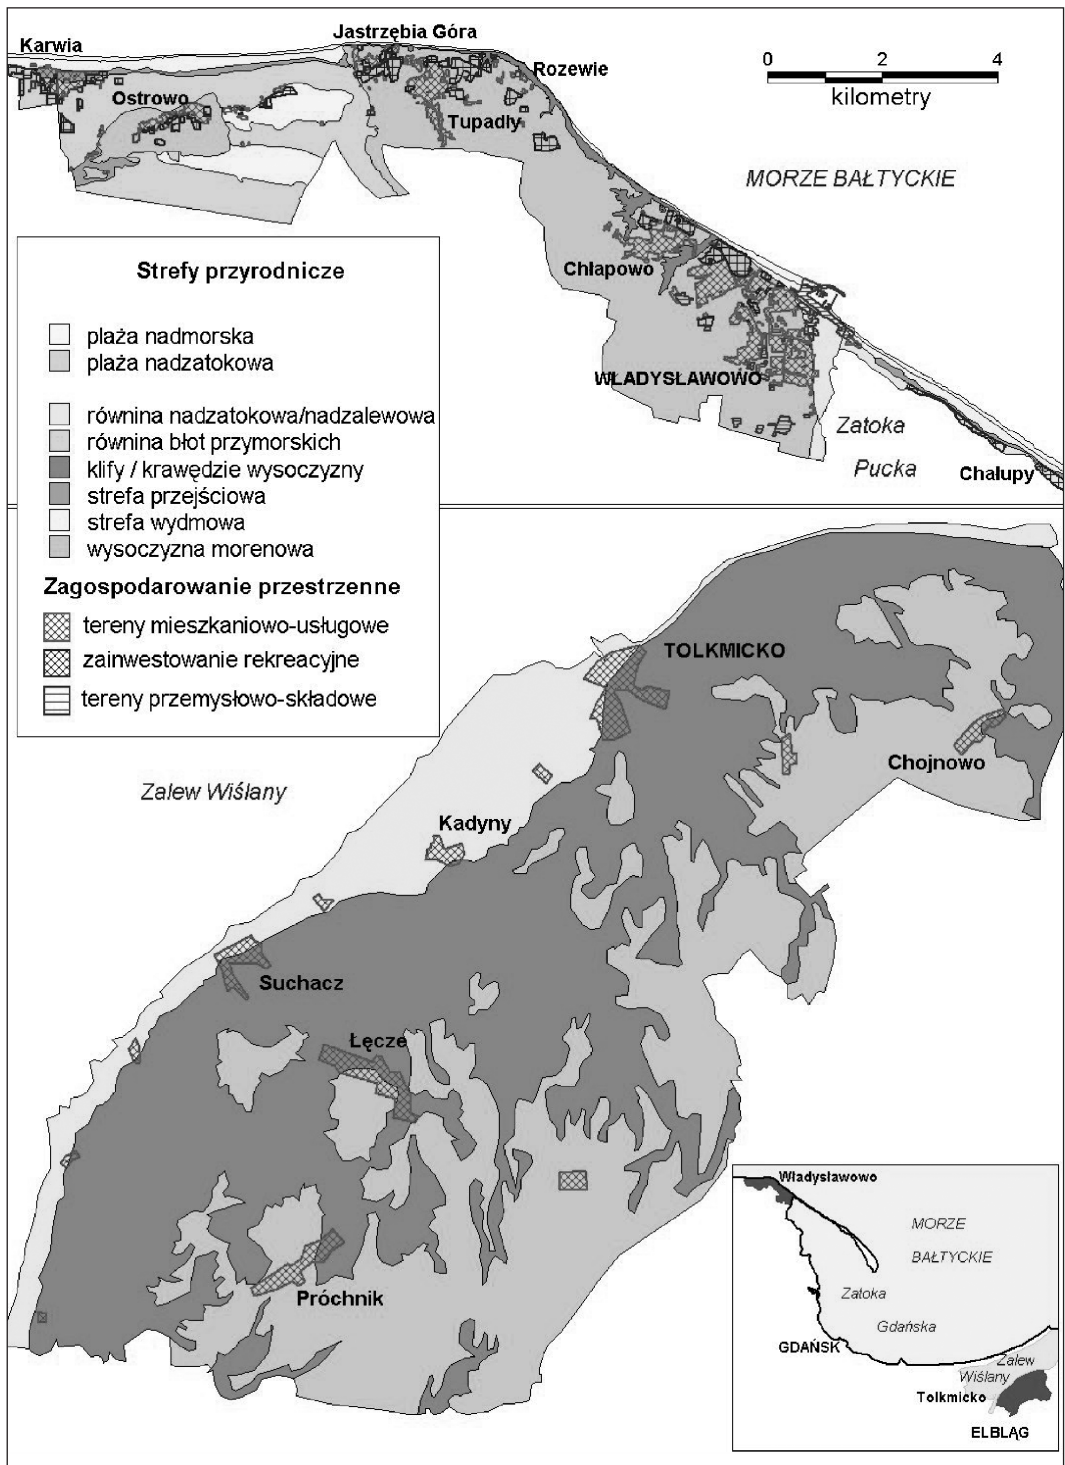 Karwia
Jastrzębia Góra
Rozewie
Ostrowo
Tupadły
0 2 4
kilometry
MORZE BAŁTYCKIE
Chłapowo
WŁADYSŁAWOWO
Zatoka
Pucka
Chałupy
Strefy przyrodnicze
plaża nadmorska
plaża nadzatokowa
równina nadzatokowa/nadzalewowa
równina błot przymorskich
klify / krawędzie wysoczyzny
strefa przejściowa
strefa wydmowa
wysoczyzna morenowa
Zagospodarowanie przestrzenne
tereny mieszkaniowo-usługowe
zainwestowanie rekreacyjne
tereny przemysłowo-składowe
TOLKMICKO
Chojnowo
Zalew Wiślany
Kadyny
Suchacz
Łęcze
Próchnik
Władysławowo
MORZE
BAŁTYCKIE
Zatoka
Gdańska
GDAŃSK
Zalew
Wiślany
Tolkmicko
ELBLĄG